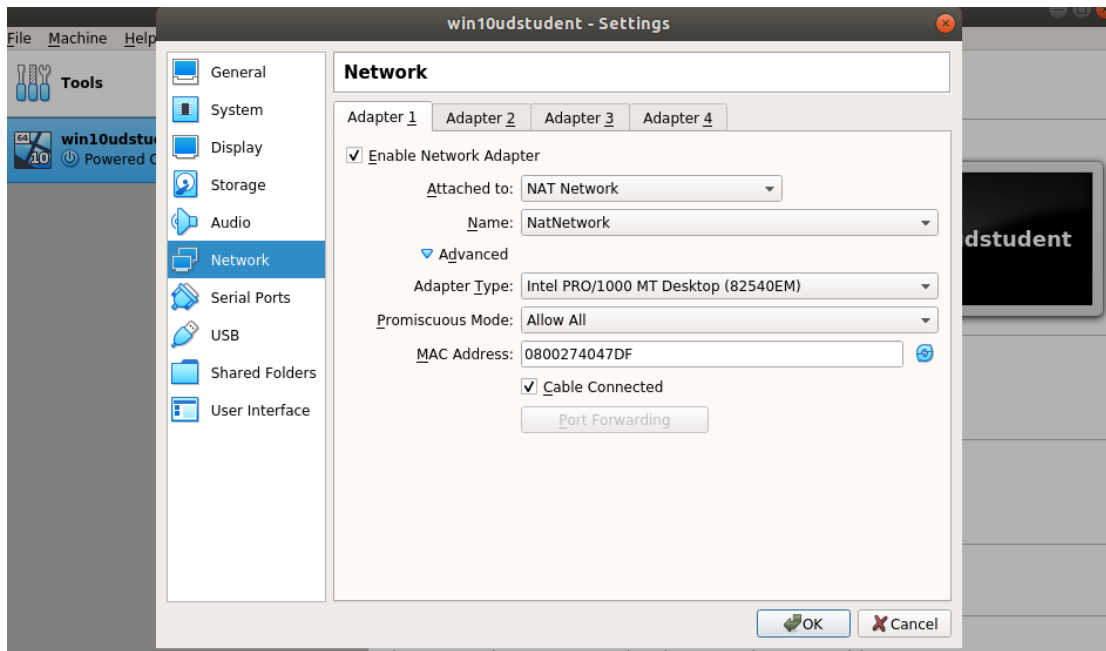 win10udstudent - Settings
File Machine Help
Tools
64
10
win10udstu
Powered O
General
System
Display
Storage
Audio
Network
Serial Ports
USB
Shared Folders
User Interface
Network
Adapter 1 Adapter 2 Adapter 3 Adapter 4
Enable Network Adapter
Attached to: NAT Network
Name: NatNetwork
Advanced
Adapter Type: Intel PRO/1000 MT Desktop (82540EM)
Promiscuous Mode: Allow All
MAC Address: 0800274047DF
Cable Connected
Port Forwarding
dstudent
OK Cancel